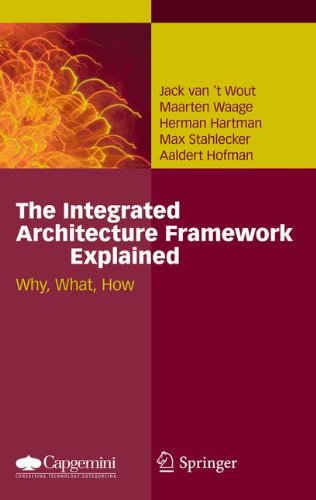 Jack van 't Wout
Maarten Waage
Herman Hartman
Max Stahlecker
Aaldert Hofman
The Integrated
Architecture Framework
Explained
Why, What, How
Capgemini
CONSULTING.TECHNOLOGY.OUTSOURCING
Springer